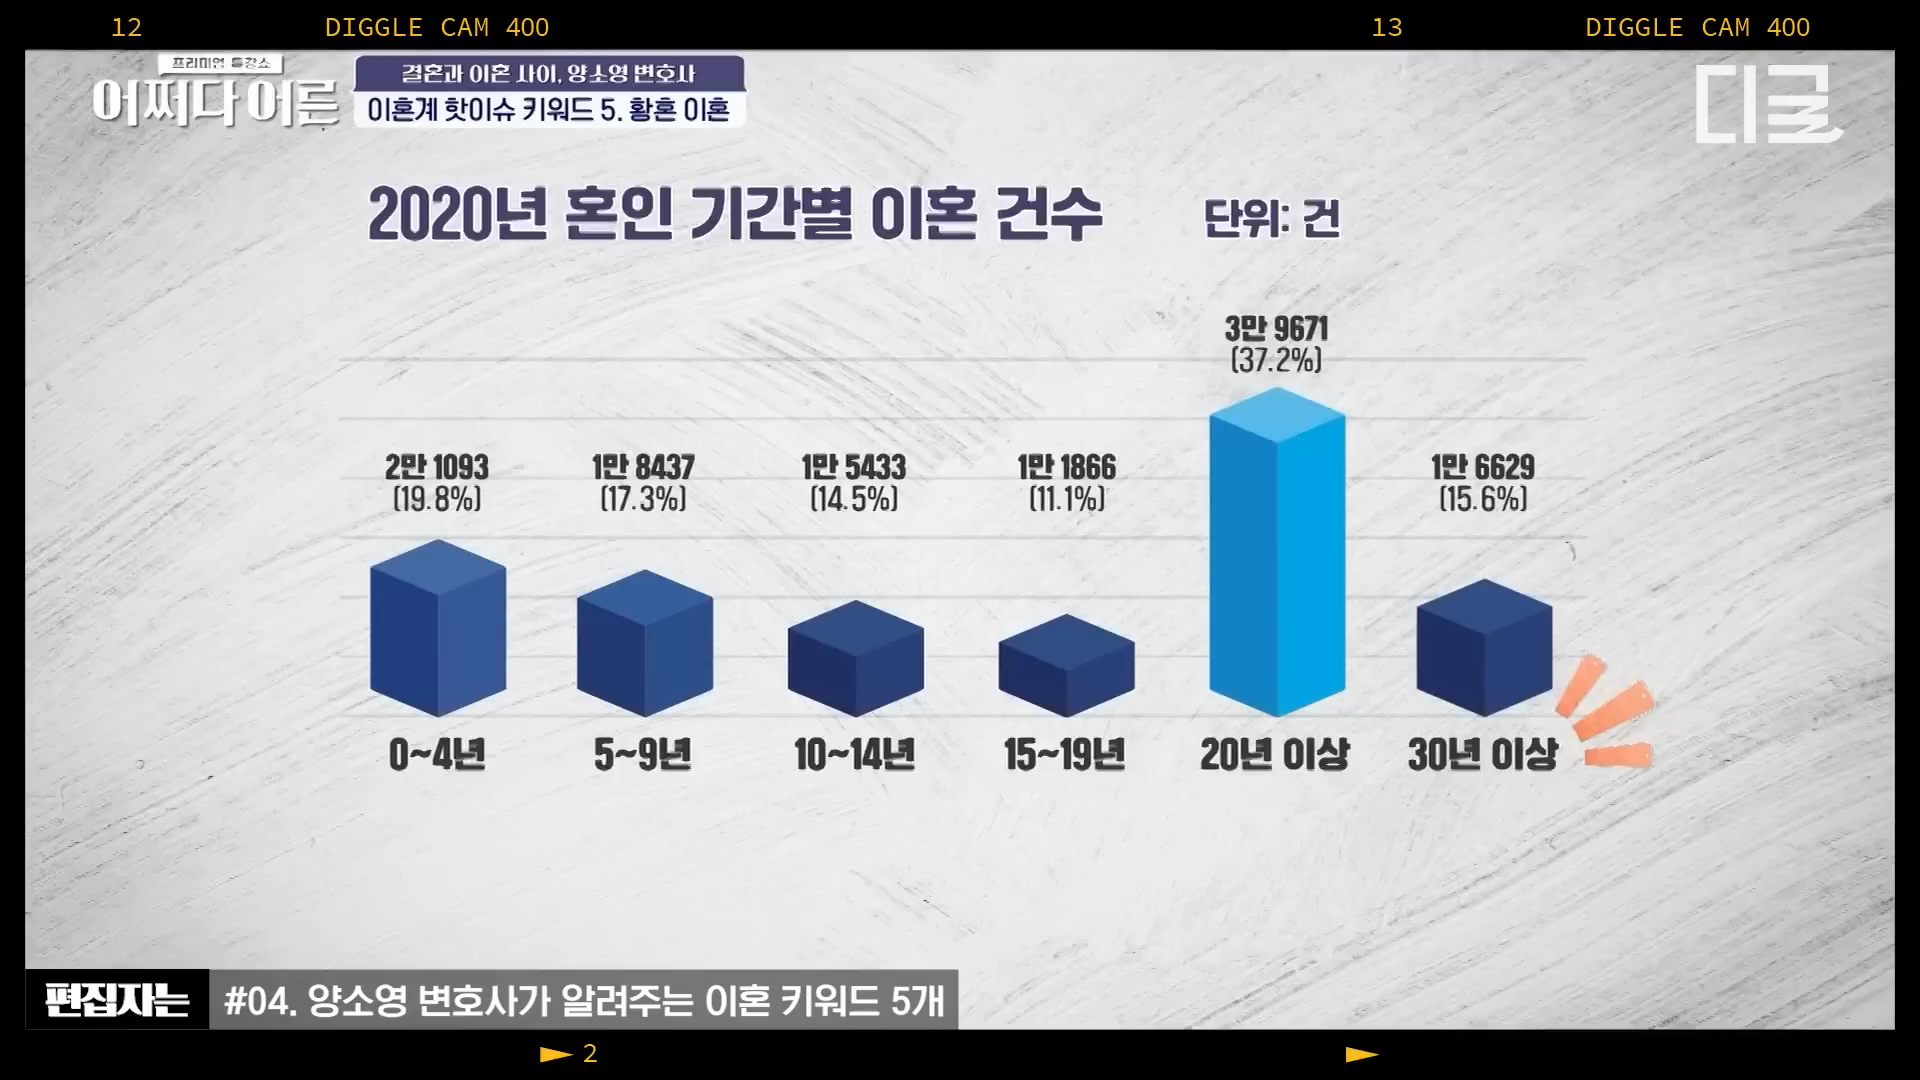 12 DIGGLE CAM 400 13 DIGGLE CAM 400
프리미엄 특강쇼
어쩌다 어른
결혼과 이혼 사이, 양소영 변호사
이혼계 핫이슈 키워드 5. 황혼 이혼
디글
2020년 혼인 기간별 이혼 건수 단위: 건
3만 9671
(37.2%)
2만 1093 1만 8437 1만 5433 1만 1866 1만 6629
(19.8%) (17.3%) (14.5%) (11.1%) (15.6%)
0~4년 5~9년 10~14년 15~19년 20년 이상 30년 이상
편집자는 #04. 양소영 변호사가 알려주는 이혼 키워드 5개
2